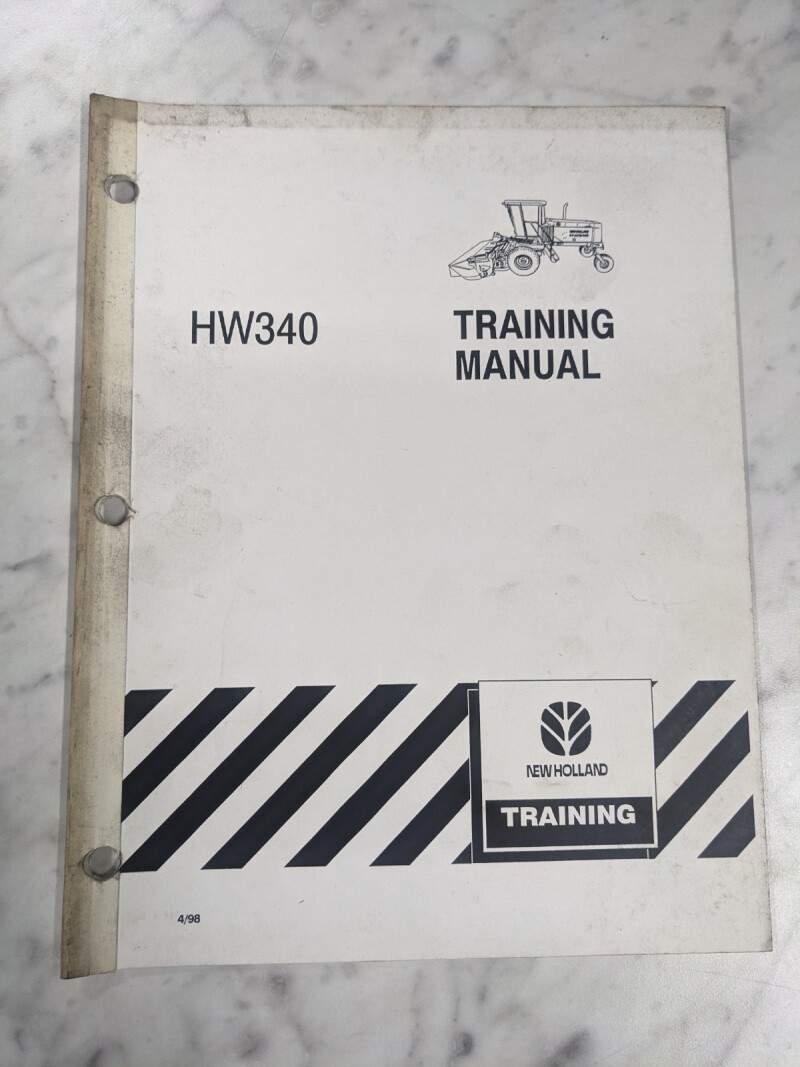 HW340
TRAINING
MANUAL
NEW HOLLAND
TRAINING
4/98